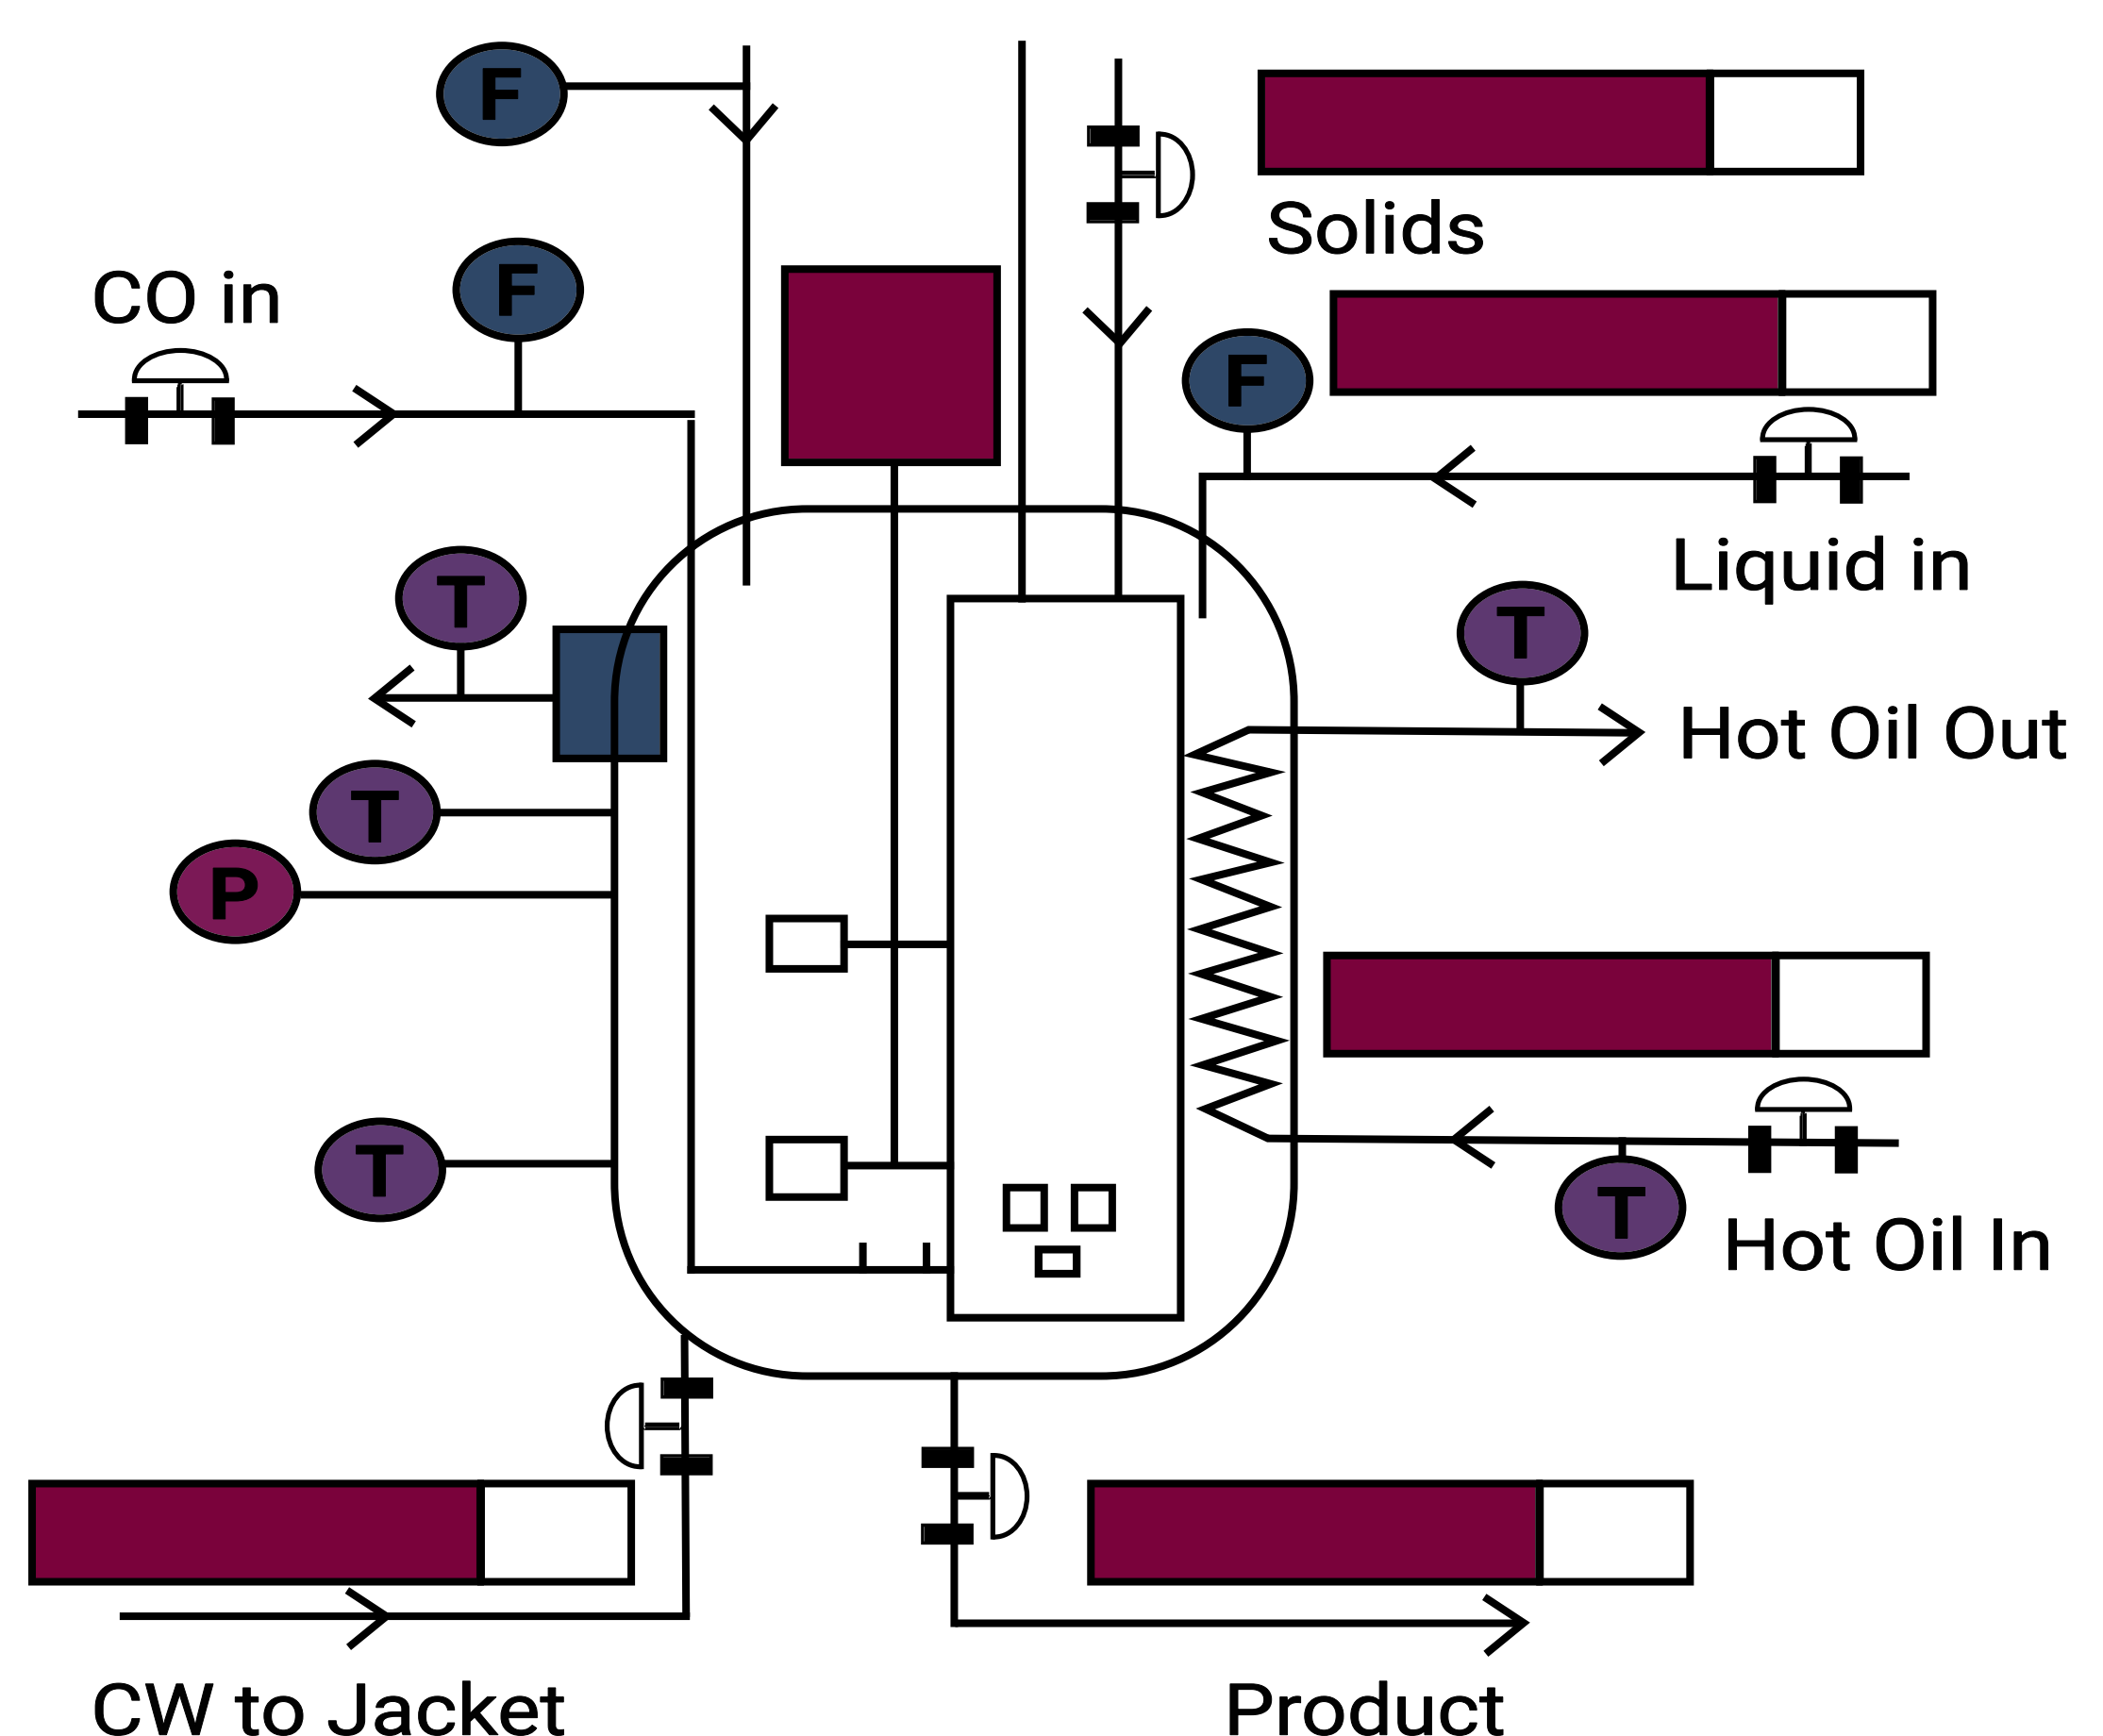 F
Solids
CO in
F
F
Liquid in
T
T
Hot Oil Out
T
P
T
T
Hot Oil In
CW to Jacket
Product